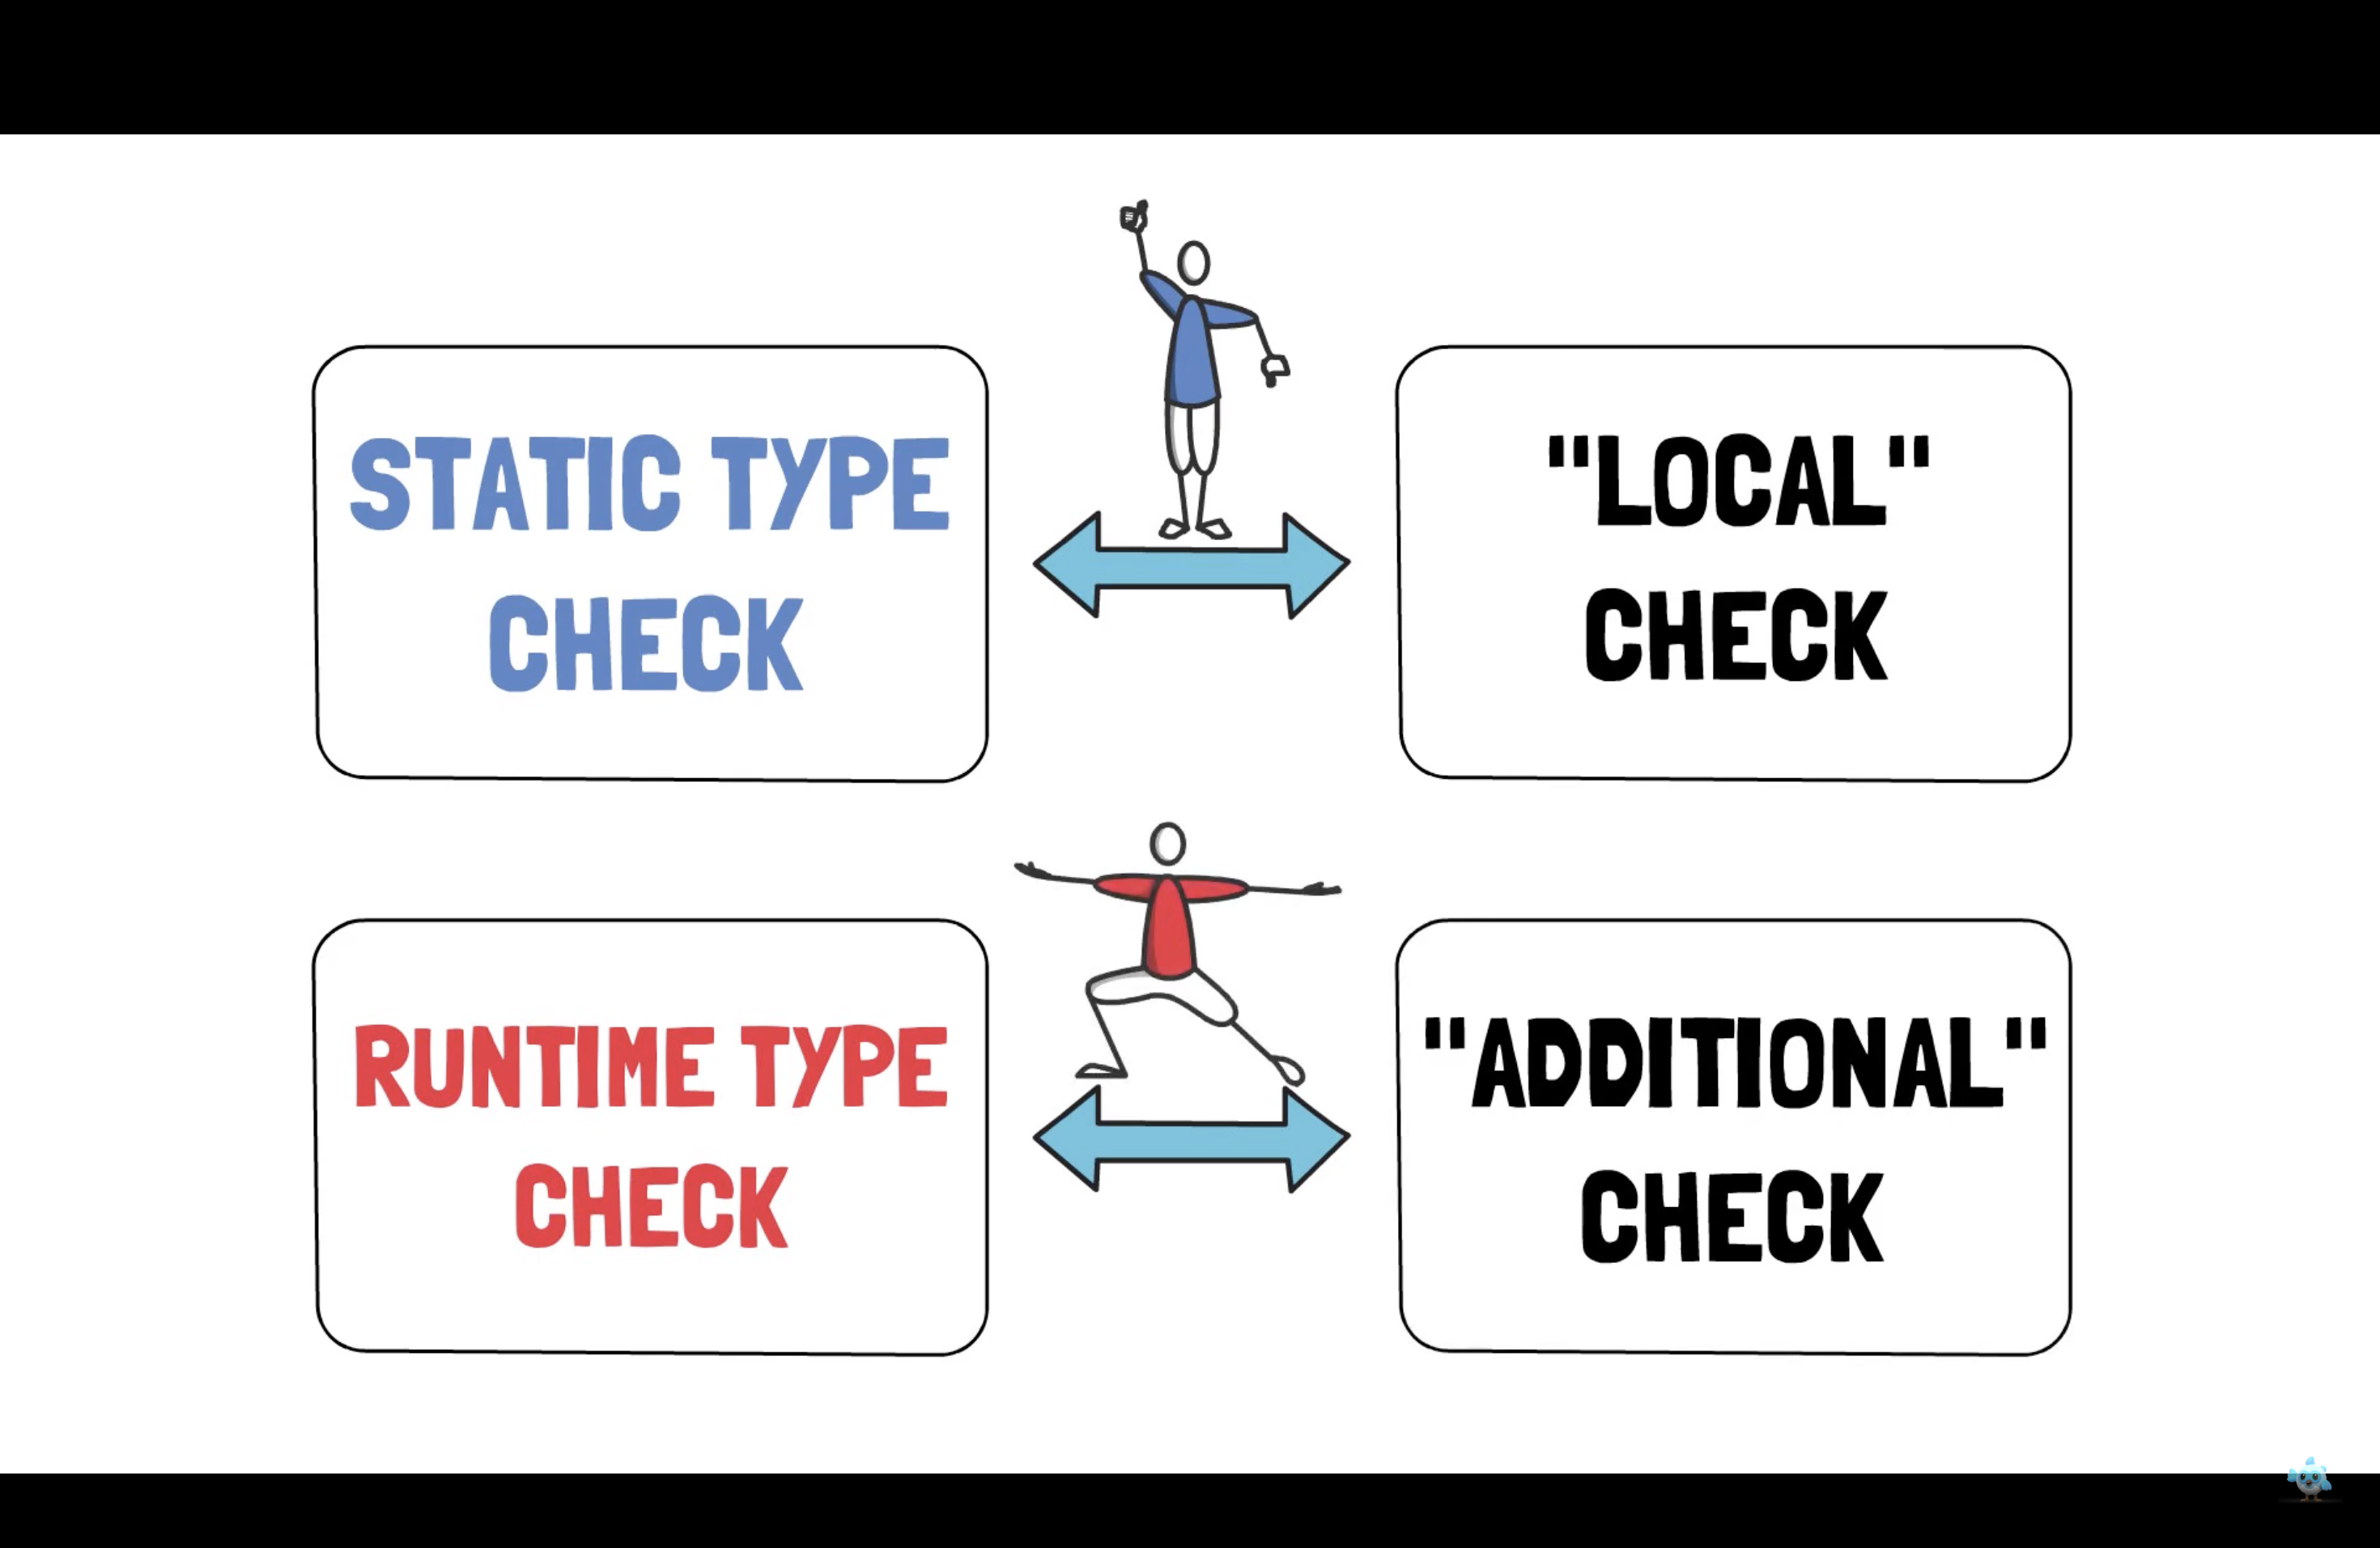 STATIC TYPE
CHECK
"LOCAL"
CHECK
RUNTIME TYPE
CHECK
"ADDITIONAL"
CHECK